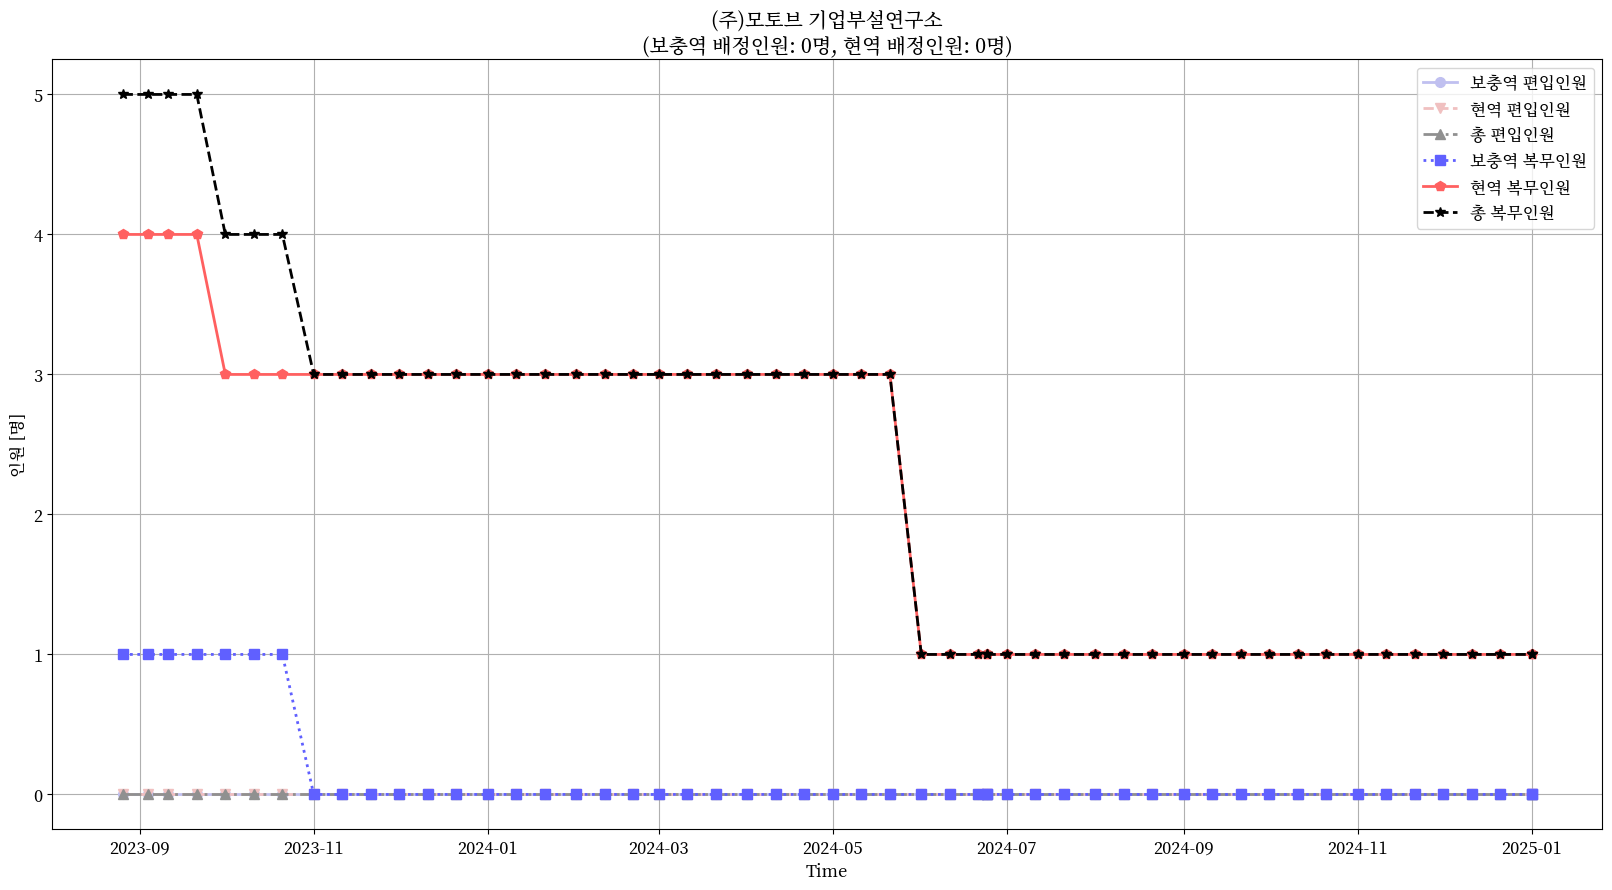 (주)모토브 기업부설연구소
(보충역 배정인원: 0명, 현역 배정인원: 0명)
보충역 편입인원
현역 편입인원
총 편입인원
보충역 복무인원
현역 복무인원
총 복무인원
인원 [명]
5
4
3
2
1
0
2023-09
2023-11
2024-01
2024-03
2024-05
2024-07
2024-09
2024-11
2025-01
Time